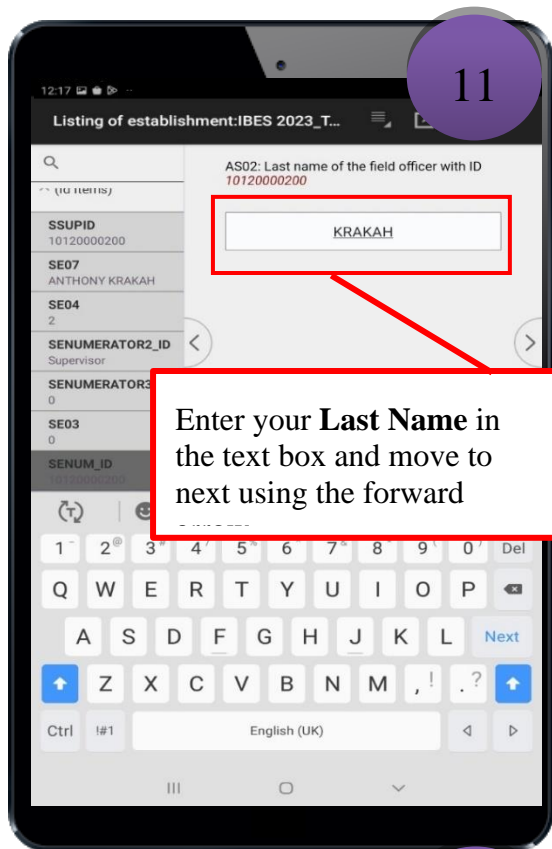 11
12:17
Listing of establishment:IBES 2023_T...
AS02: Last name of the field officer with ID
10120000200
(id items)
KRAKAH
SSUPID
10120000200
SE07
ANTHONY KRAKAH
SE04
2
SENUMERATOR2_ID
Supervisor
SENUMERATOR3
0
SE03
0
SENUM_ID
10120000200
Enter your Last Name in
the text box and move to
next using the forward
1 2 @ 3 4 5 6 7 8 9 ( 0 ) Del
Q W E R T Y U I O P
A S D F G H J K L Next
Z X C V B N M , ! . ?
Ctrl !#1 English (UK)